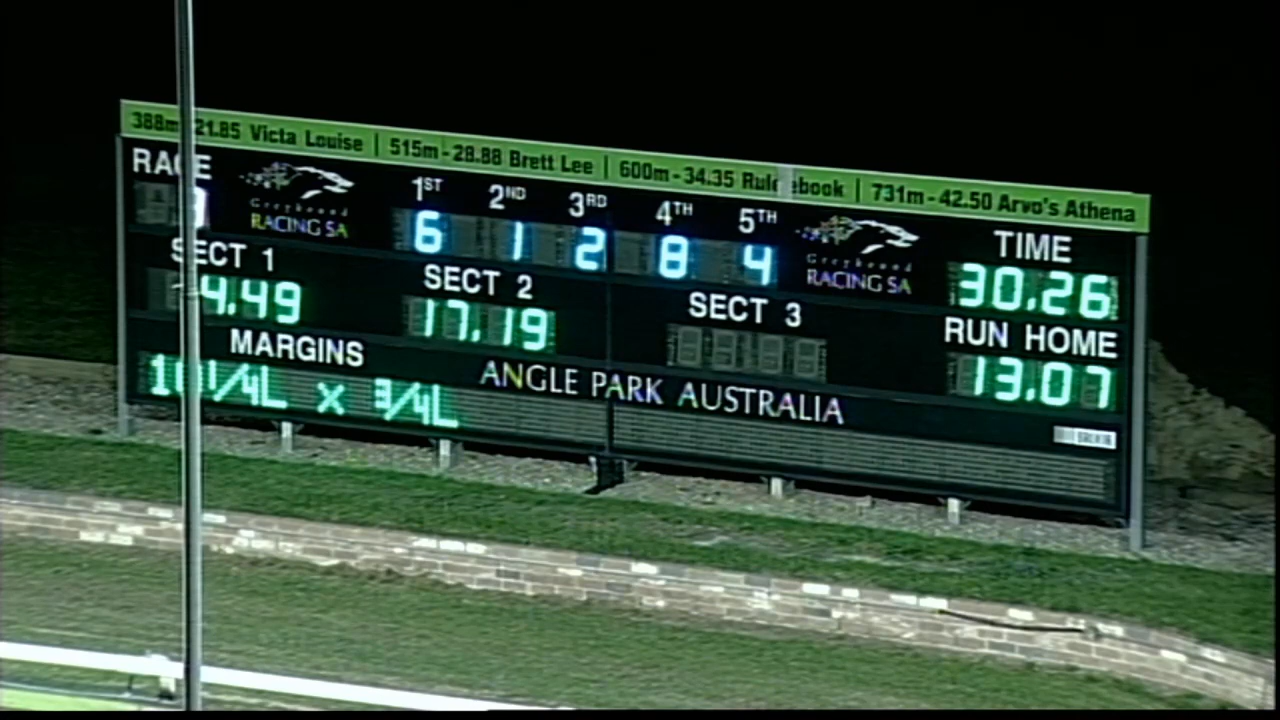 388m-21.85 Victa Louise | 515m-28.88 Brett Lee | 600m-34.35 Rulebook | 731m-42.50 Arvo's Athena
RACE
Greyhound
RACING SA
1ST 2ND 3RD 4TH 5TH
6 1 2 8 4
Greyhound
RACING SA
TIME
30.26
SECT 1
4.49
SECT 2
17.19
SECT 3
RUN HOME
13.07
MARGINS
10 1/4L x 3/4L
ANGLE PARK AUSTRALIA